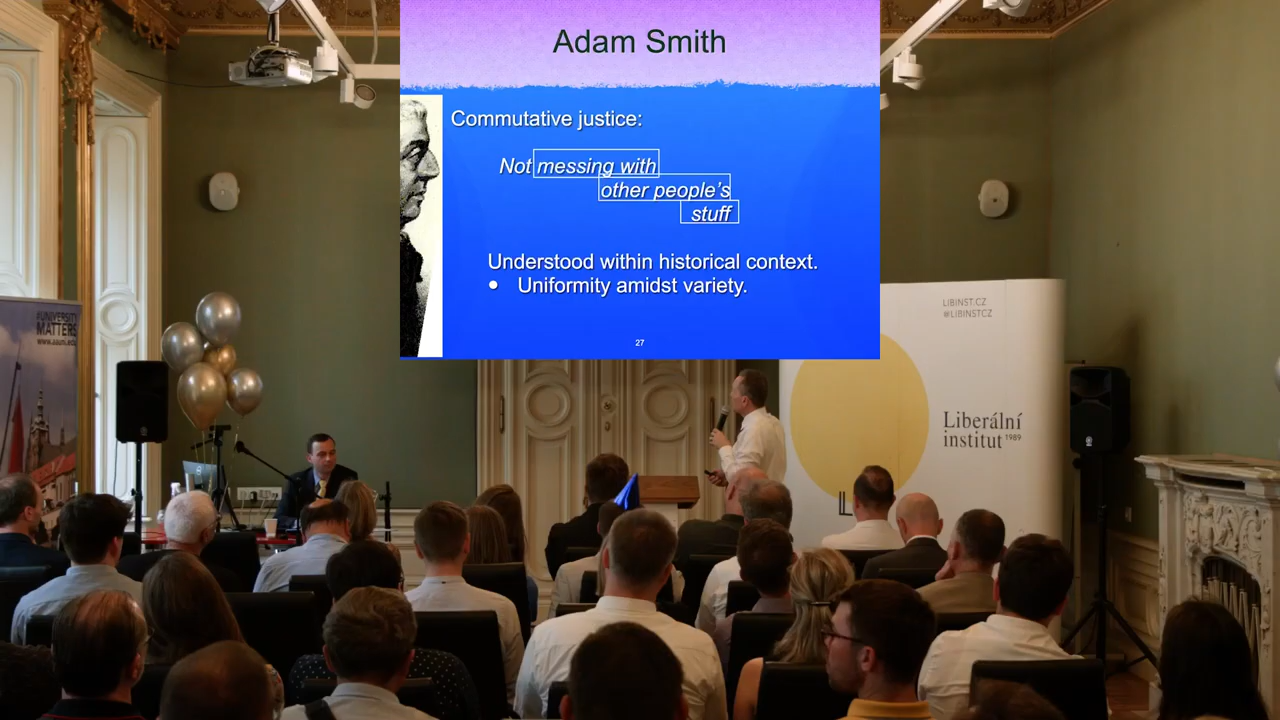 Adam Smith
Commutative justice:
Not messing with
other people's
stuff
Understood within historical context.
• Uniformity amidst variety.
27
#UNIVERSITY
MATTERS
LIBINST.CZ
@LIBINSTCZ
Liberální
institut 1989